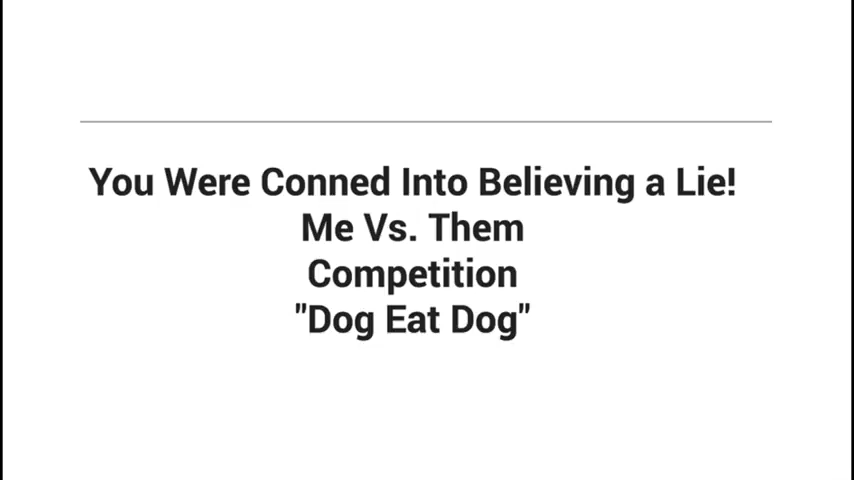 You Were Conned Into Believing a Lie!
Me Vs. Them
Competition
"Dog Eat Dog"